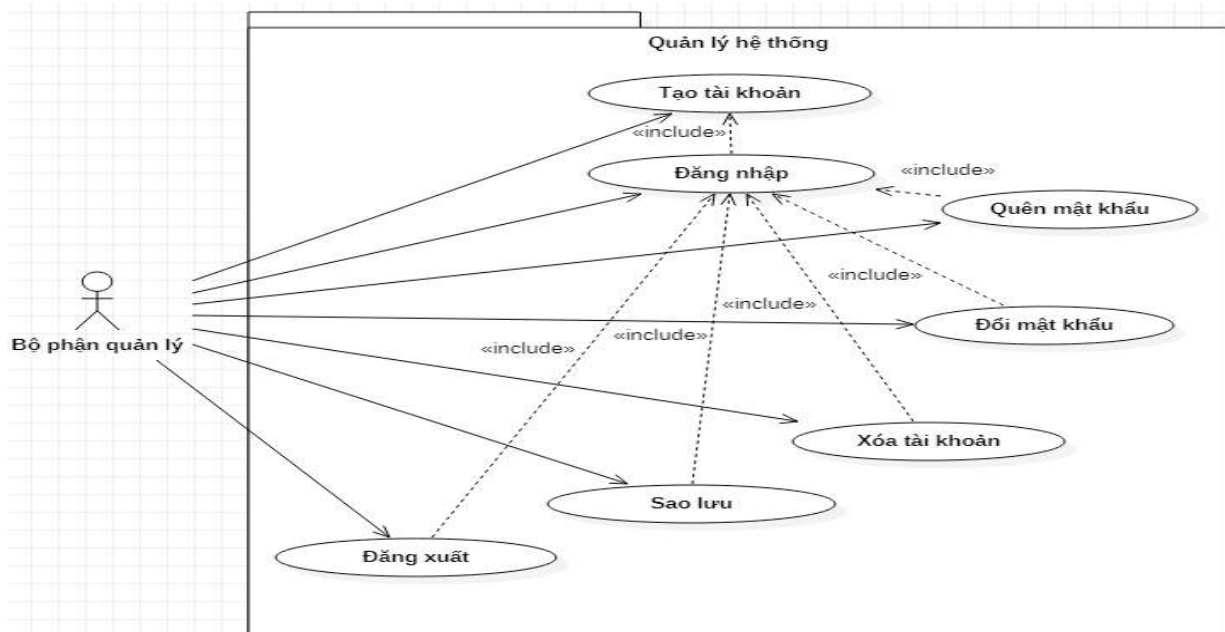 Quản lý hệ thống
Tạo tài khoản
«include»
Đăng nhập
«include»
Quên mật khẩu
«include»
«include»
Đổi mật khẩu
Bộ phận quản lý
«include»
«include»
Xóa tài khoản
Sao lưu
Đăng xuất